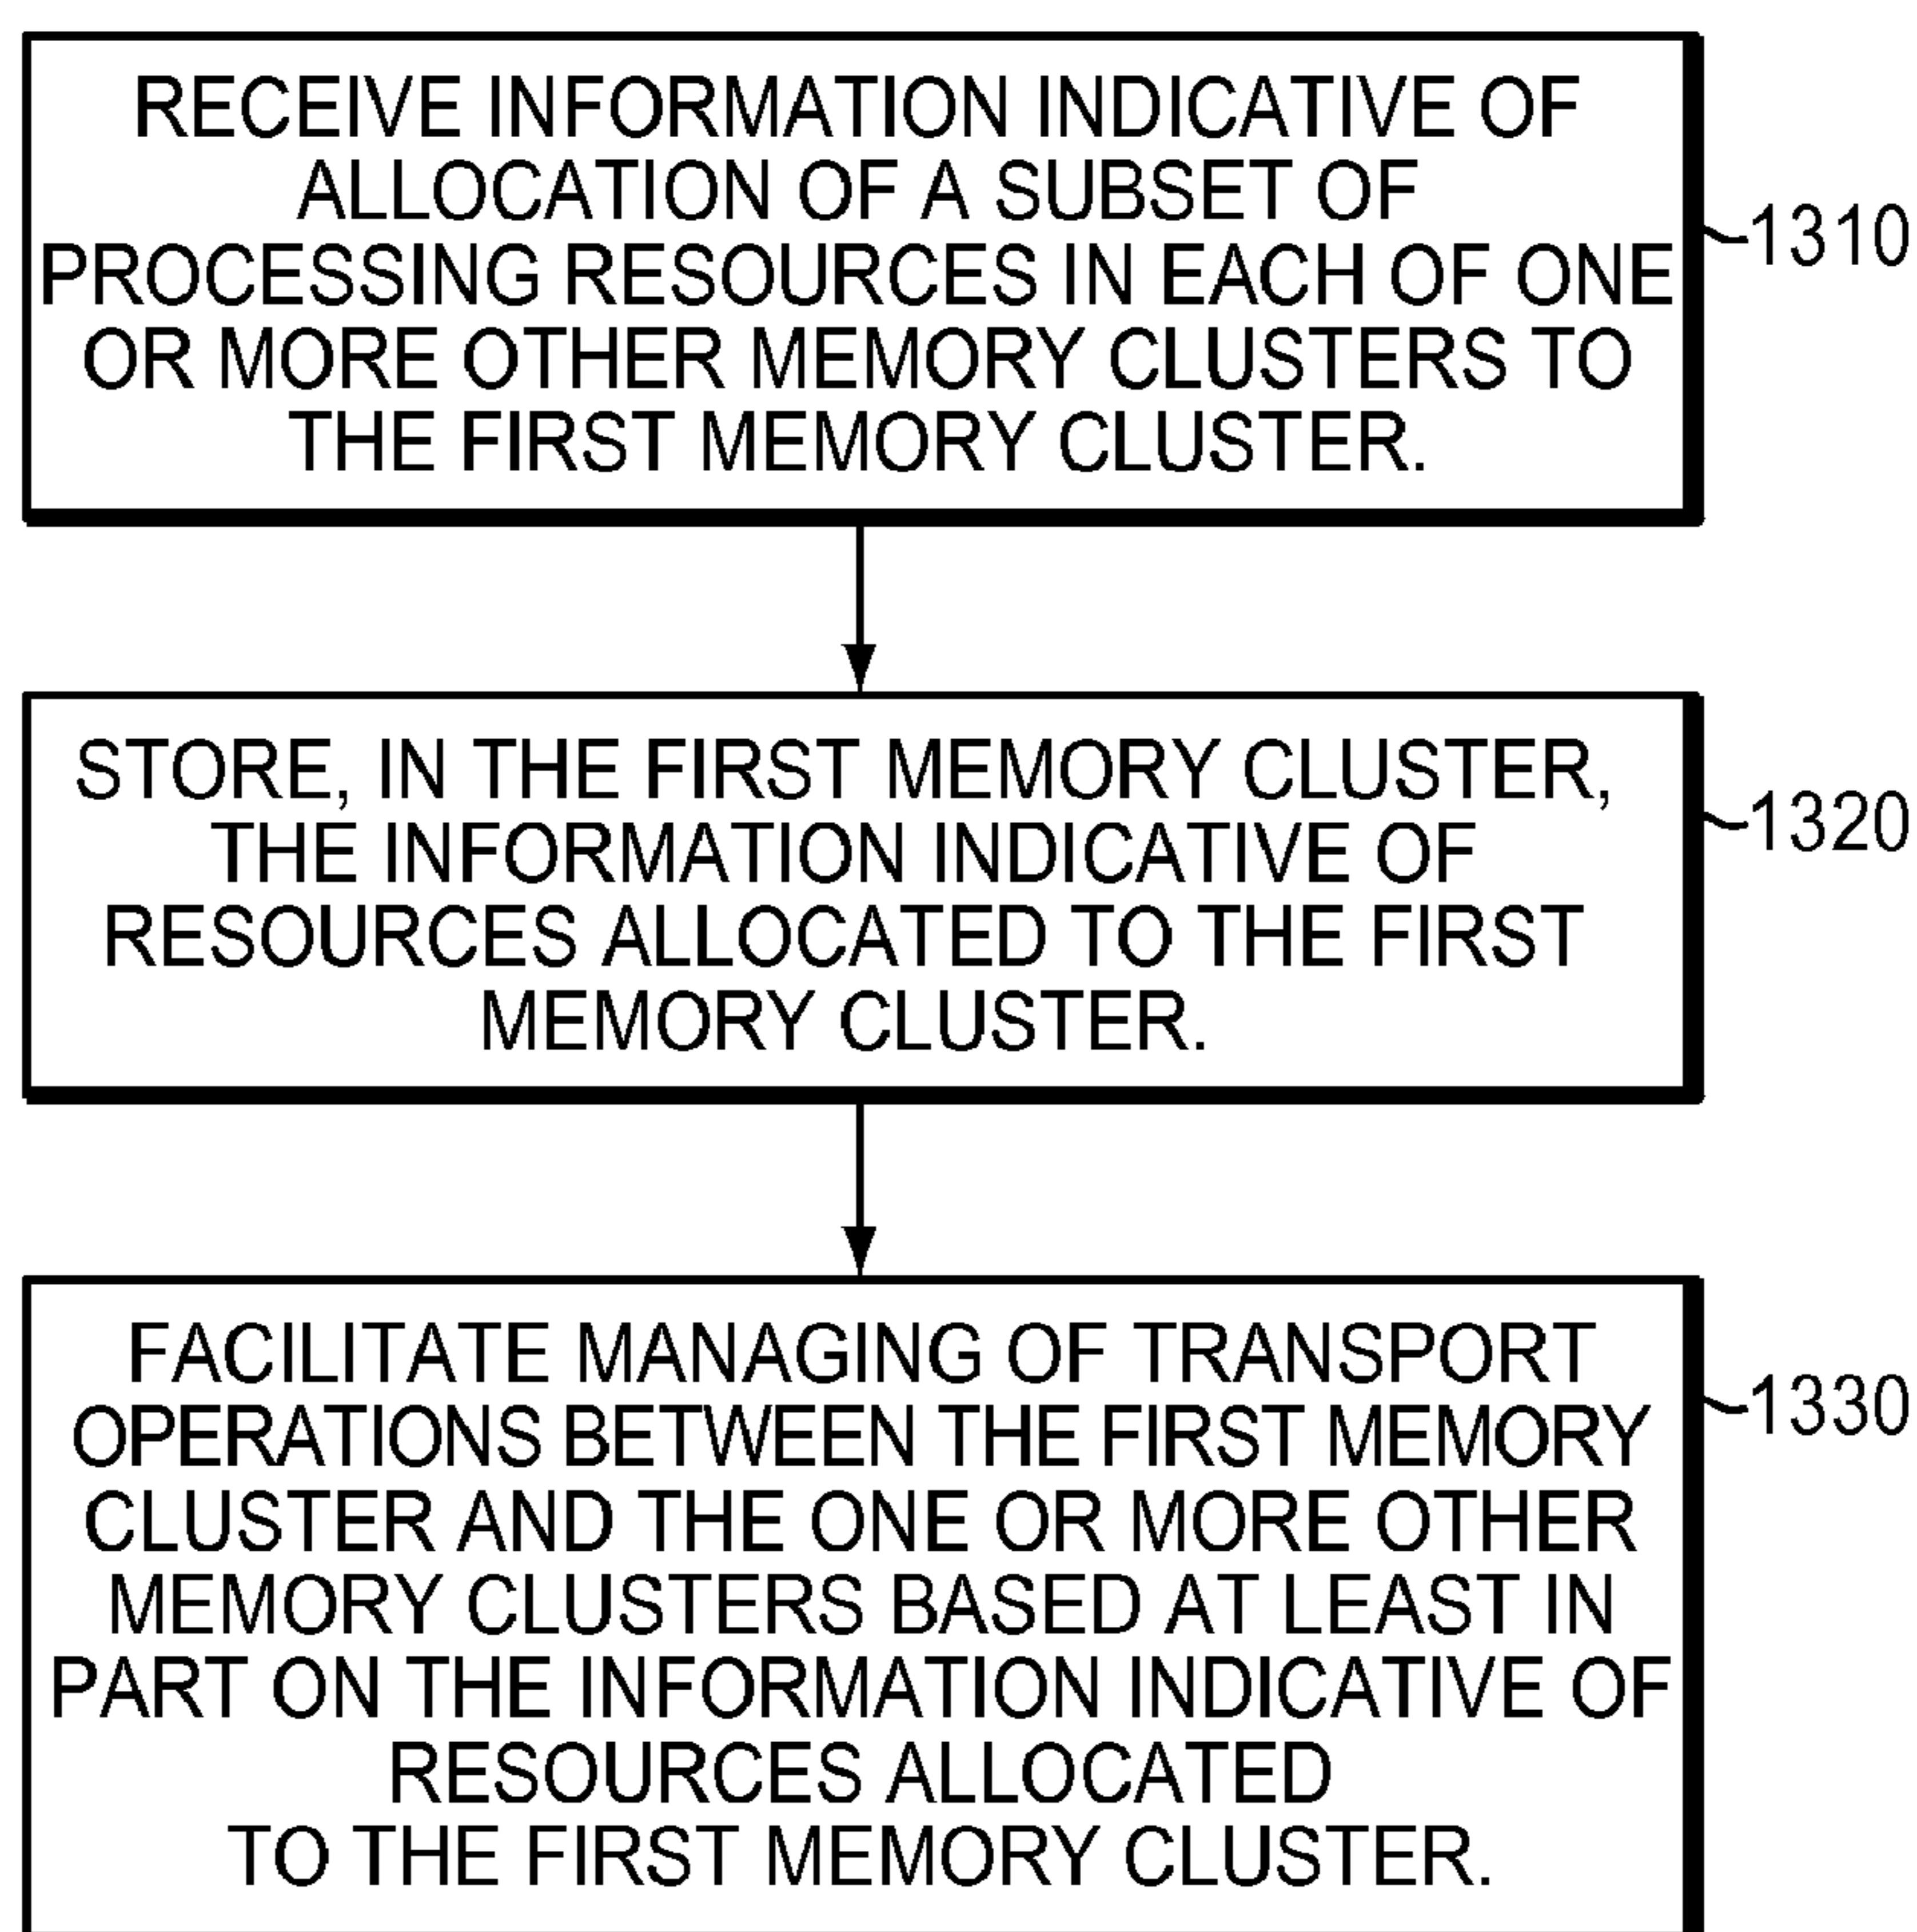 RECEIVE INFORMATION INDICATIVE OF
ALLOCATION OF A SUBSET OF
PROCESSING RESOURCES IN EACH OF ONE
OR MORE OTHER MEMORY CLUSTERS TO
THE FIRST MEMORY CLUSTER.
1310
STORE, IN THE FIRST MEMORY CLUSTER,
THE INFORMATION INDICATIVE OF
RESOURCES ALLOCATED TO THE FIRST
MEMORY CLUSTER.
1320
FACILITATE MANAGING OF TRANSPORT
OPERATIONS BETWEEN THE FIRST MEMORY
CLUSTER AND THE ONE OR MORE OTHER
MEMORY CLUSTERS BASED AT LEAST IN
PART ON THE INFORMATION INDICATIVE OF
RESOURCES ALLOCATED
TO THE FIRST MEMORY CLUSTER.
1330